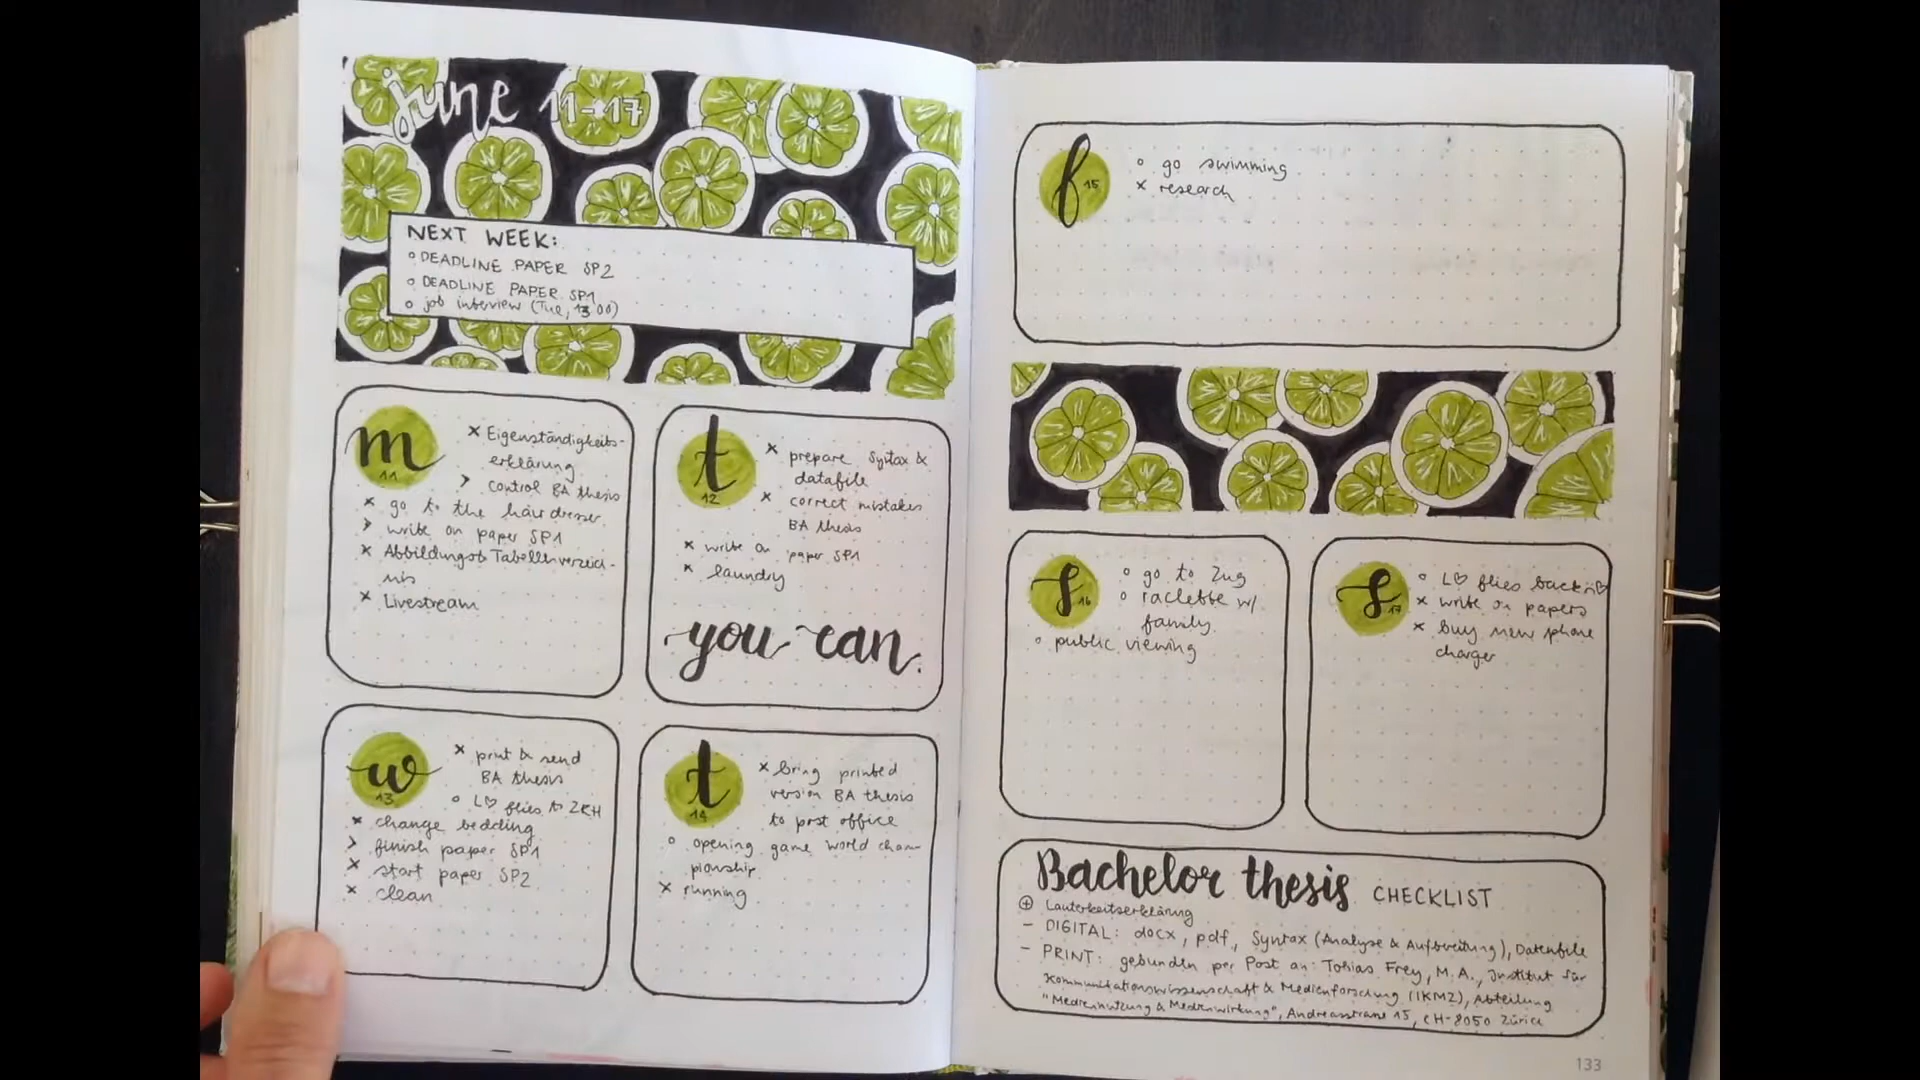 june 11-17
NEXT WEEK:
o DEADLINE PAPER SP2
o DEADLINE PAPER SP1
o job interview (Tue, 13 00)
m
11
x Eigenständigkeits-
erklärung
> control BA thesis
x go to the hairdresser
> write on paper SP1
x Abbildungs& Tabellenverzeich-
nis
x Livestream
t
12
x prepare Syntax &
datafile
x correct mistakes
BA thesis
x write on paper SP1
x laundry
you can.
w
13
x print & send
BA thesis
o L♡ flies to ZRH
x change bedding
> finish paper SP1
x start paper SP2
x clean
t
14
x bring printed
version BA thesis
to post office
o opening game world cham-
pionship
x running
f 15
o go swimming
x research
s 16
o go to Zug
o raclette w/
family
o public viewing
s 17
o L♡ flies back
x write on papers
x buy new phone
charger
Bachelor thesis CHECKLIST
⊕ Lauterkeitserklärung
– DIGITAL: docx, pdf, Syntax (Analyse & Aufbereitung), Datenfile
– PRINT: gebunden per Post an: Tobias Frey, M.A., Institut für
Kommunikationswissenschaft & Medienforschung (IKMZ), Abteilung
"Mediennutzung & Medienwirkung", Andreasstrasse 15, CH-8050 Zürich
133